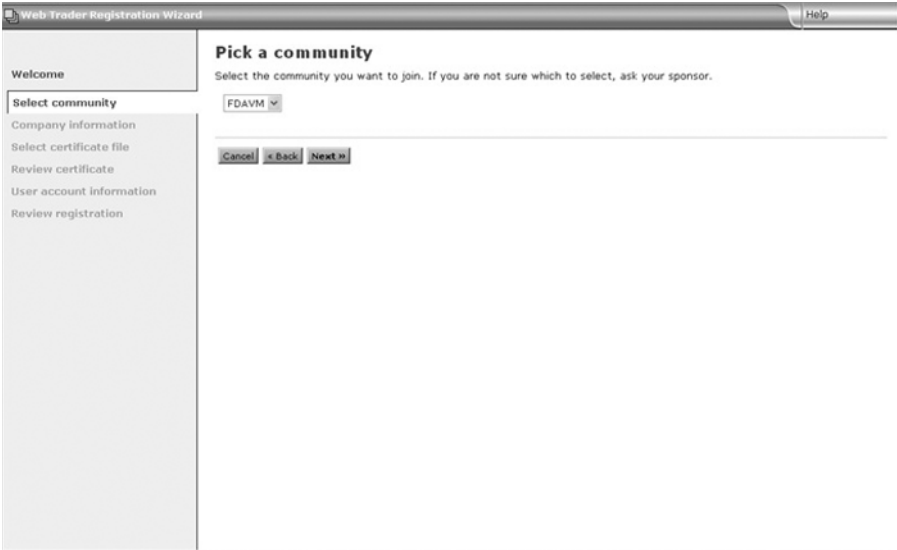 Web Trader Registration Wizard
Help
Welcome
Select community
Company information
Select certificate file
Review certificate
User account information
Review registration
Pick a community
Select the community you want to join. If you are not sure which to select, ask your sponsor.
FDAVM
Cancel « Back Next »